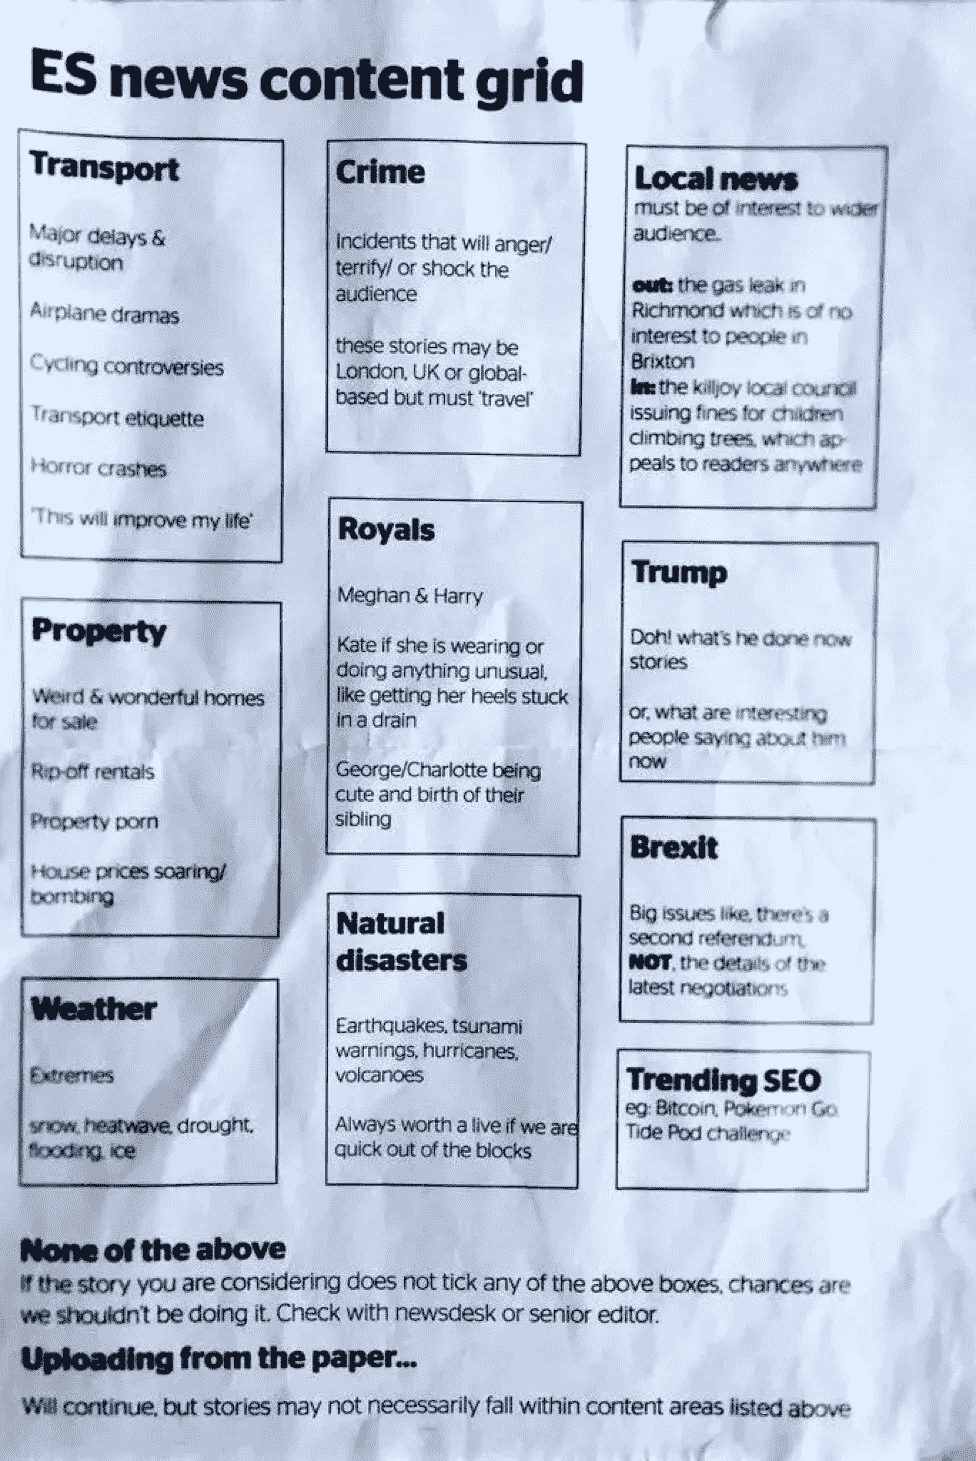 ES news content grid
Transport
Major delays &
disruption
Airplane dramas
Cycling controversies
Transport etiquette
Horror crashes
'This will improve my life'
Property
Weird & wonderful homes
for sale
Rip-off rentals
Property porn
House prices soaring/
bombing
Weather
Extremes
snow, heatwave, drought,
flooding, ice
Crime
Incidents that will anger/
terrify/ or shock the
audience
these stories may be
London, UK or global-
based but must 'travel'
Royals
Meghan & Harry
Kate if she is wearing or
doing anything unusual,
like getting her heels stuck
in a drain
George/Charlotte being
cute and birth of their
sibling
Natural
disasters
Earthquakes, tsunami
warnings, hurricanes,
volcanoes
Always worth a live if we are
quick out of the blocks
Local news
must be of interest to wider
audience.
out: the gas leak in
Richmond which is of no
interest to people in
Brixton
In: the killjoy local council
issuing fines for children
climbing trees, which ap-
peals to readers anywhere
Trump
Doh! what's he done now
stories
or, what are interesting
people saying about him
now
Brexit
Big issues like, there's a
second referendum,
NOT, the details of the
latest negotiations
Trending SEO
eg: Bitcoin, Pokemon Go
Tide Pod challenge
None of the above
If the story you are considering does not tick any of the above boxes, chances are
we shouldn't be doing it. Check with newsdesk or senior editor.
Uploading from the paper...
Will continue, but stories may not necessarily fall within content areas listed above